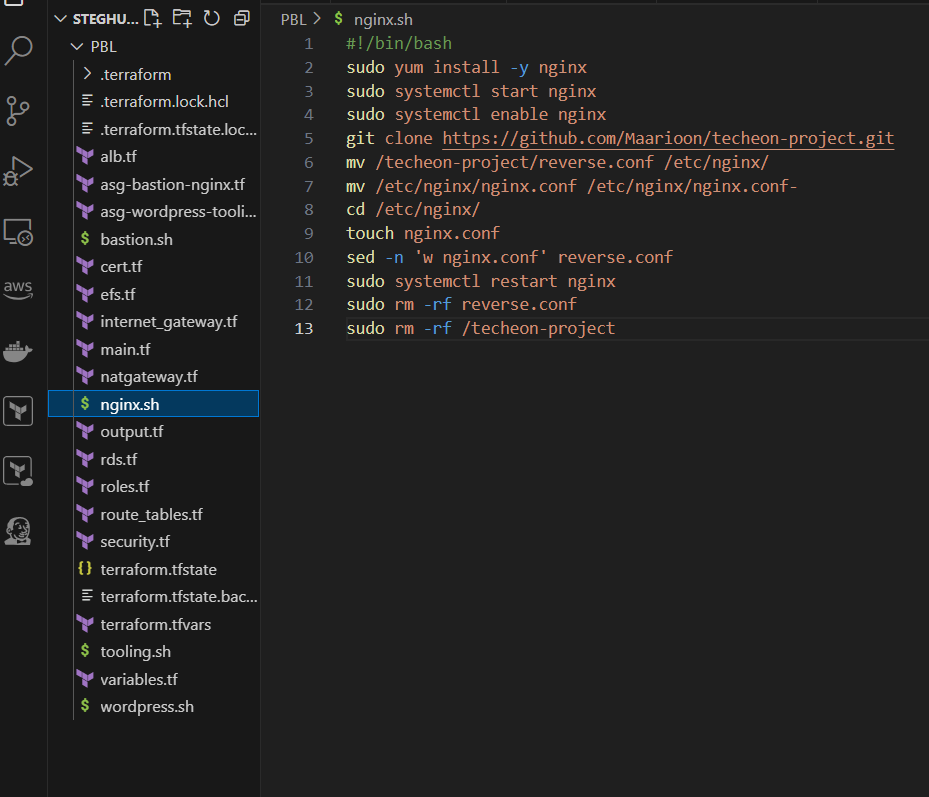 STEGHU...
PBL
.terraform
.terraform.lock.hcl
.terraform.tfstate.loc...
alb.tf
asg-bastion-nginx.tf
asg-wordpress-tooli...
$ bastion.sh
cert.tf
efs.tf
internet_gateway.tf
main.tf
natgateway.tf
$ nginx.sh
output.tf
rds.tf
roles.tf
route_tables.tf
security.tf
{} terraform.tfstate
terraform.tfstate.bac...
terraform.tfvars
$ tooling.sh
variables.tf
$ wordpress.sh
aws
PBL > $ nginx.sh
1 #!/bin/bash
2 sudo yum install -y nginx
3 sudo systemctl start nginx
4 sudo systemctl enable nginx
5 git clone https://github.com/Maarioon/techeon-project.git
6 mv /techeon-project/reverse.conf /etc/nginx/
7 mv /etc/nginx/nginx.conf /etc/nginx/nginx.conf-
8 cd /etc/nginx/
9 touch nginx.conf
10 sed -n 'w nginx.conf' reverse.conf
11 sudo systemctl restart nginx
12 sudo rm -rf reverse.conf
13 sudo rm -rf /techeon-project